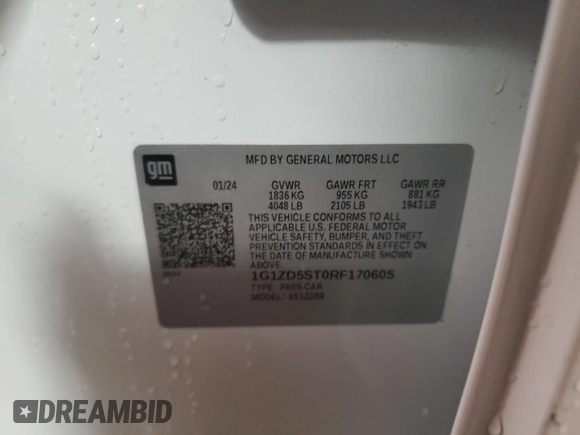 gm
MFD BY GENERAL MOTORS LLC
01/24 GVWR GAWR FRT GAWR RR
1836 KG 955 KG 881 KG
4048 LB 2105 LB 1943 LB
THIS VEHICLE CONFORMS TO ALL
APPLICABLE U.S. FEDERAL MOTOR
VEHICLE SAFETY, BUMPER, AND THEFT
PREVENTION STANDARDS IN EFFECT ON
THE DATE OF MANUFACTURE SHOWN ABOVE.
1G1ZD5ST0RF170605
TYPE: PASS CAR
MODEL:
DREAMBID